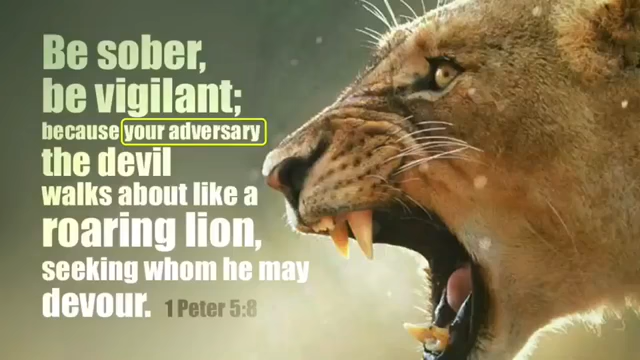 Be sober,
be vigilant;
because your adversary
the devil
walks about like a
roaring lion,
seeking whom he may
devour. 1 Peter 5:8